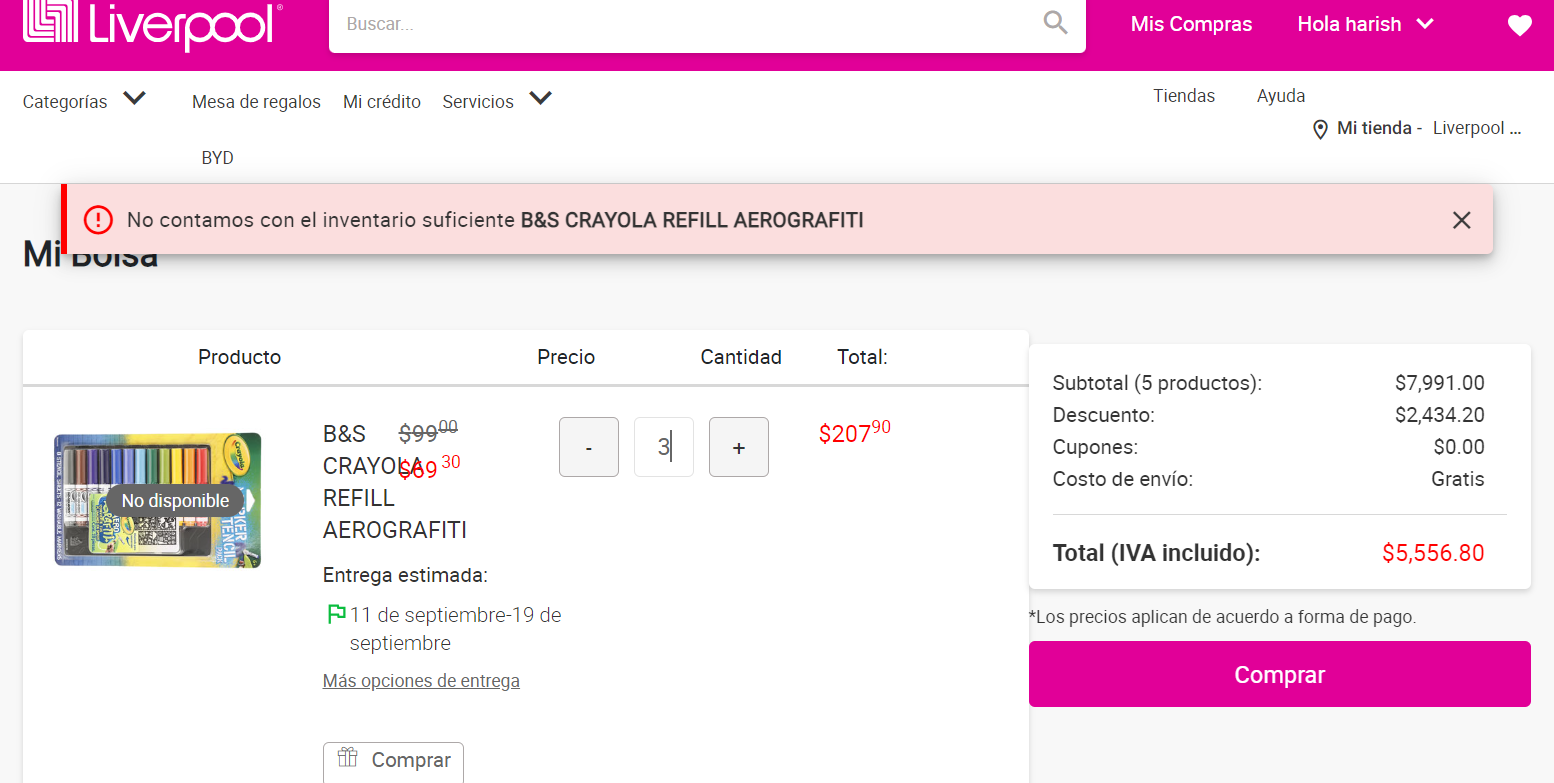 Liverpool®
Buscar...
Mis Compras
Hola harish
Categorías
Mesa de regalos
Mi crédito
Servicios
Tiendas
Ayuda
Mi tienda - Liverpool ...
BYD
No contamos con el inventario suficiente B&S CRAYOLA REFILL AEROGRAFITI
Mi Bolsa
Producto
Precio
Cantidad
Total:
No disponible
Crayola
B&S
CRAYOLA
REFILL
AEROGRAFITI
$99 00
$69 30
-
3
+
$207 90
Entrega estimada:
11 de septiembre-19 de
septiembre
Más opciones de entrega
Comprar
Subtotal (5 productos): $7,991.00
Descuento: $2,434.20
Cupones: $0.00
Costo de envío: Gratis
Total (IVA incluido): $5,556.80
*Los precios aplican de acuerdo a forma de pago.
Comprar